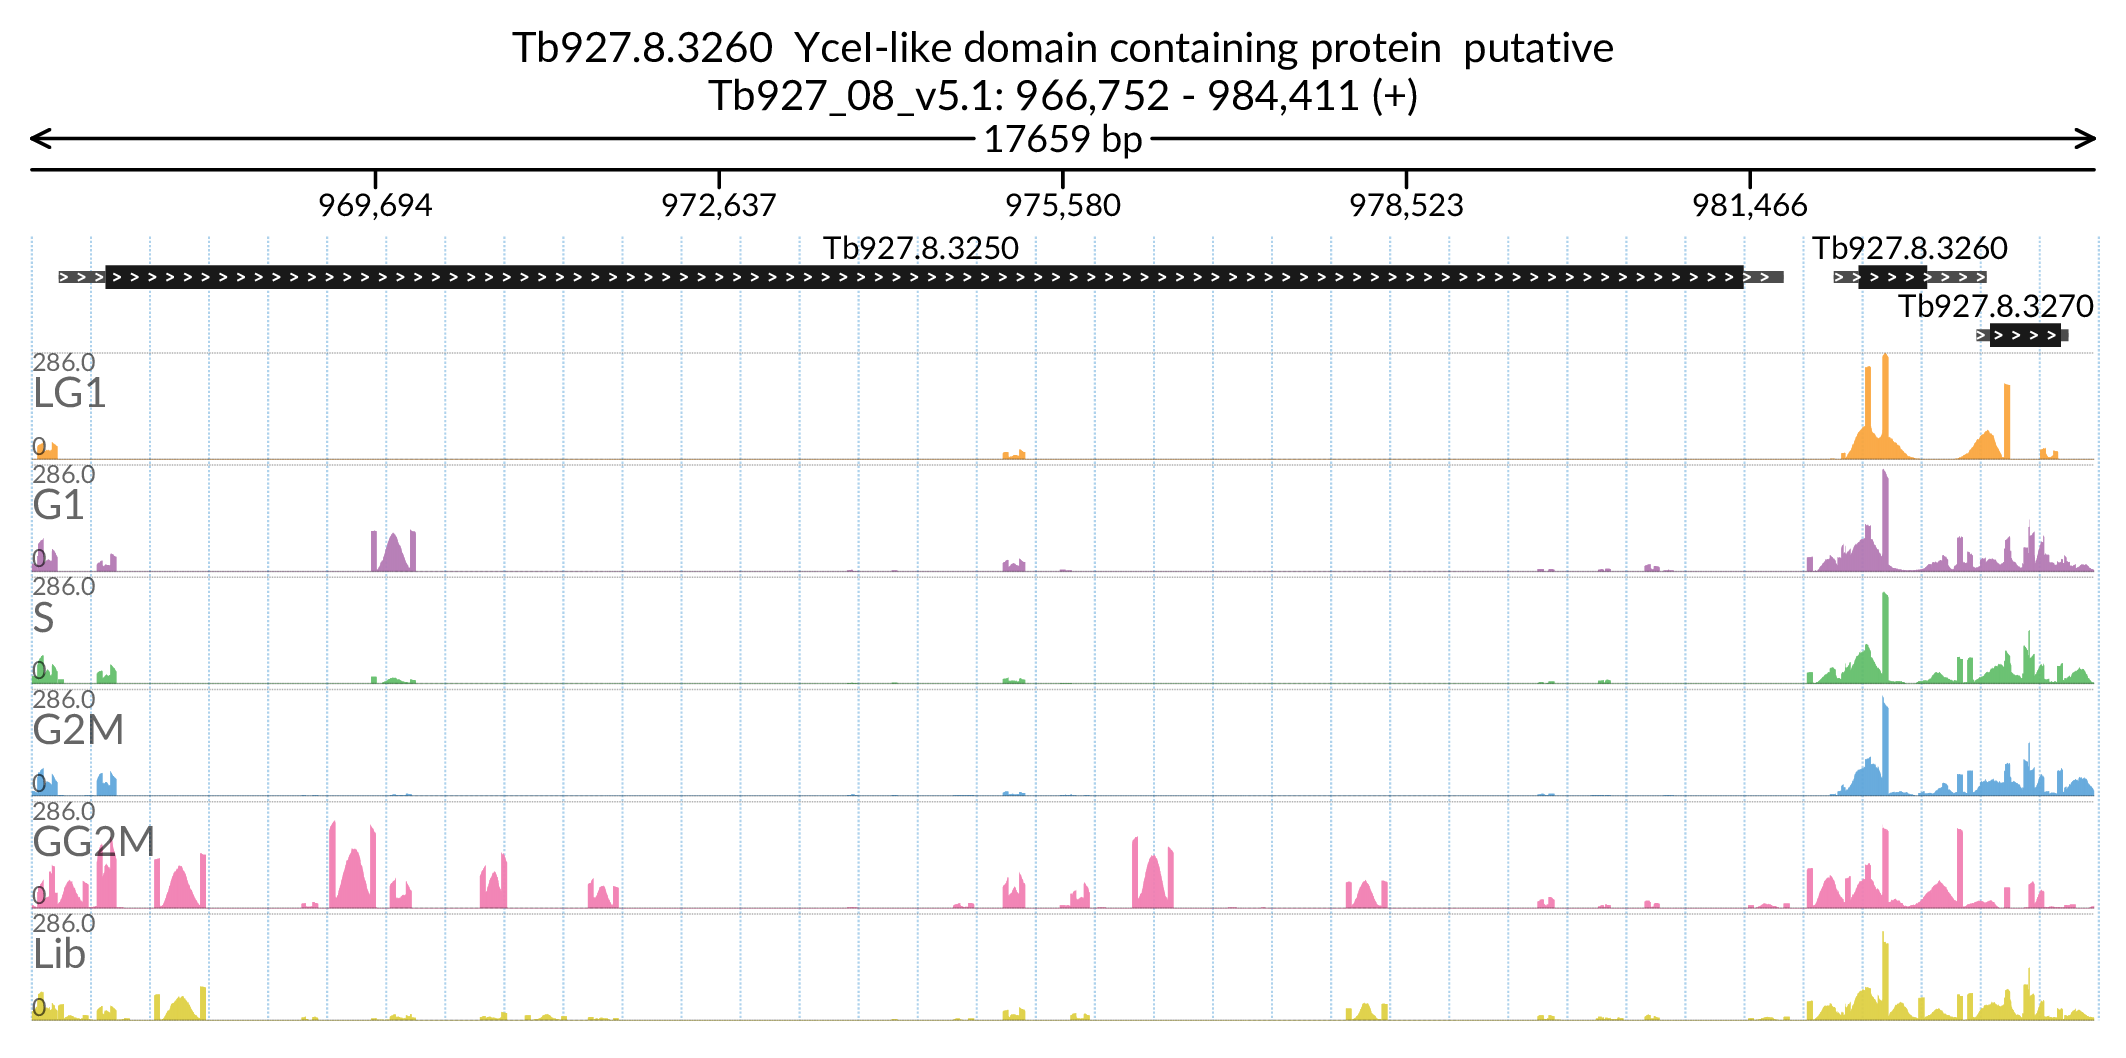 Tb927.8.3260 YceI-like domain containing protein putative
Tb927_08_v5.1: 966,752 - 984,411 (+)
17659 bp
969,694 972,637 975,580 978,523 981,466
Tb927.8.3250 Tb927.8.3260
Tb927.8.3270
286.0
LG1
0
286.0
G1
0
286.0
S
0
286.0
G2M
0
286.0
GG2M
0
286.0
Lib
0